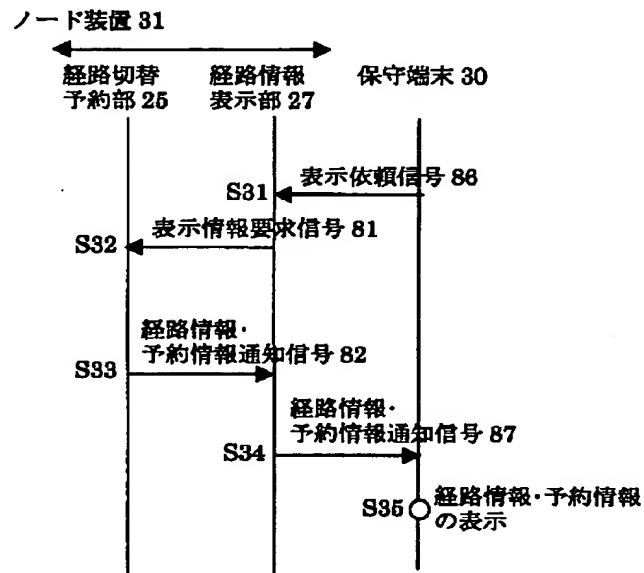 ノード装置 31
経路切替
予約部 25
経路情報
表示部 27
保守端末 30
S31
表示依頼信号 86
S32
表示情報要求信号 81
経路情報・
予約情報通知信号 82
S33
経路情報・
予約情報通知信号 87
S34
S35
経路情報・予約情報
の表示